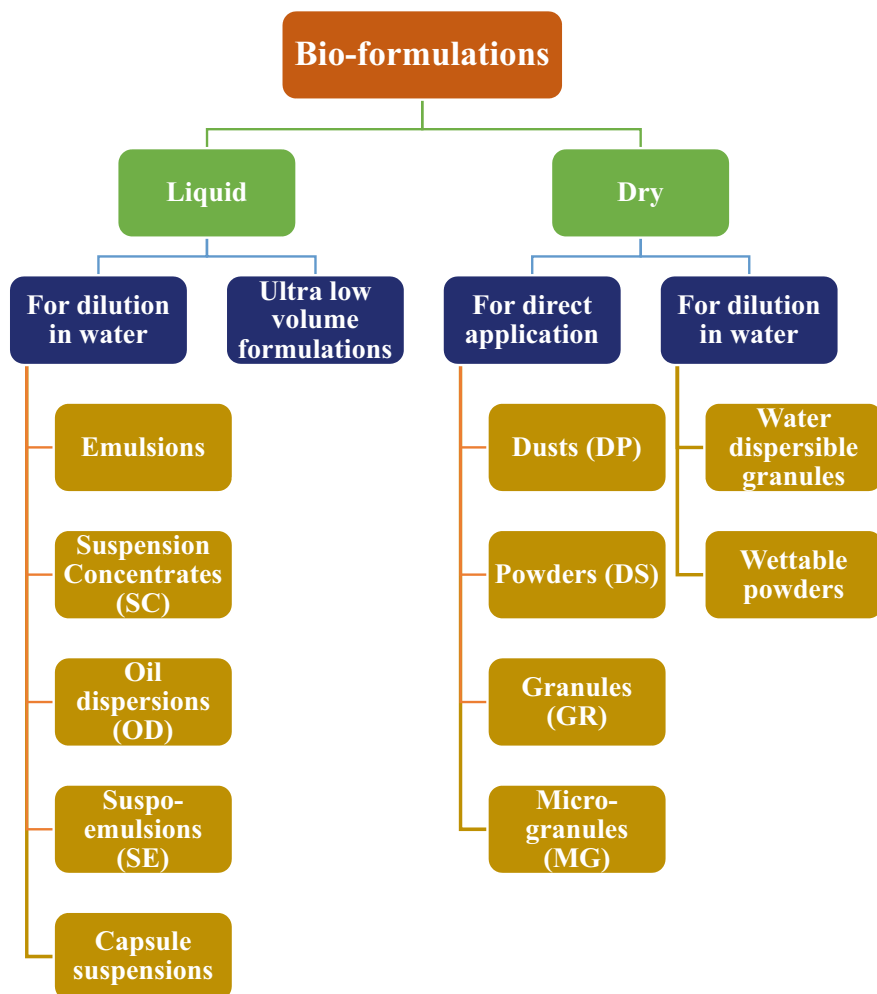 Bio-formulations
Liquid
Dry
For dilution
in water
Ultra low
volume
formulations
For direct
application
For dilution
in water
Emulsions
Suspension
Concentrates
(SC)
Oil
dispersions
(OD)
Suspo-
emulsions
(SE)
Capsule
suspensions
Dusts (DP)
Powders (DS)
Granules
(GR)
Micro-
granules
(MG)
Water
dispersible
granules
Wettable
powders